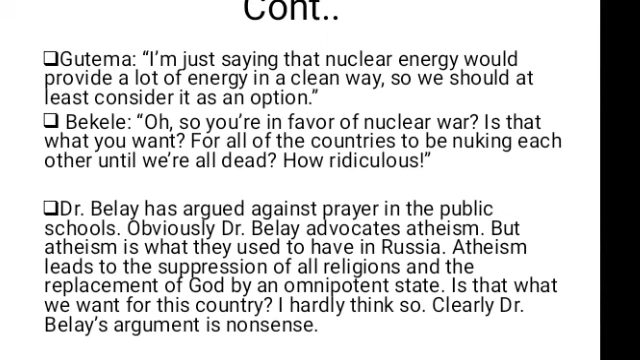 Cont..
❑Gutema: “I’m just saying that nuclear energy would
provide a lot of energy in a clean way, so we should at
least consider it as an option.”
❑ Bekele: “Oh, so you’re in favor of nuclear war? Is that
what you want? For all of the countries to be nuking each
other until we’re all dead? How ridiculous!”
❑Dr. Belay has argued against prayer in the public
schools. Obviously Dr. Belay advocates atheism. But
atheism is what they used to have in Russia. Atheism
leads to the suppression of all religions and the
replacement of God by an omnipotent state. Is that what
we want for this country? I hardly think so. Clearly Dr.
Belay’s argument is nonsense.